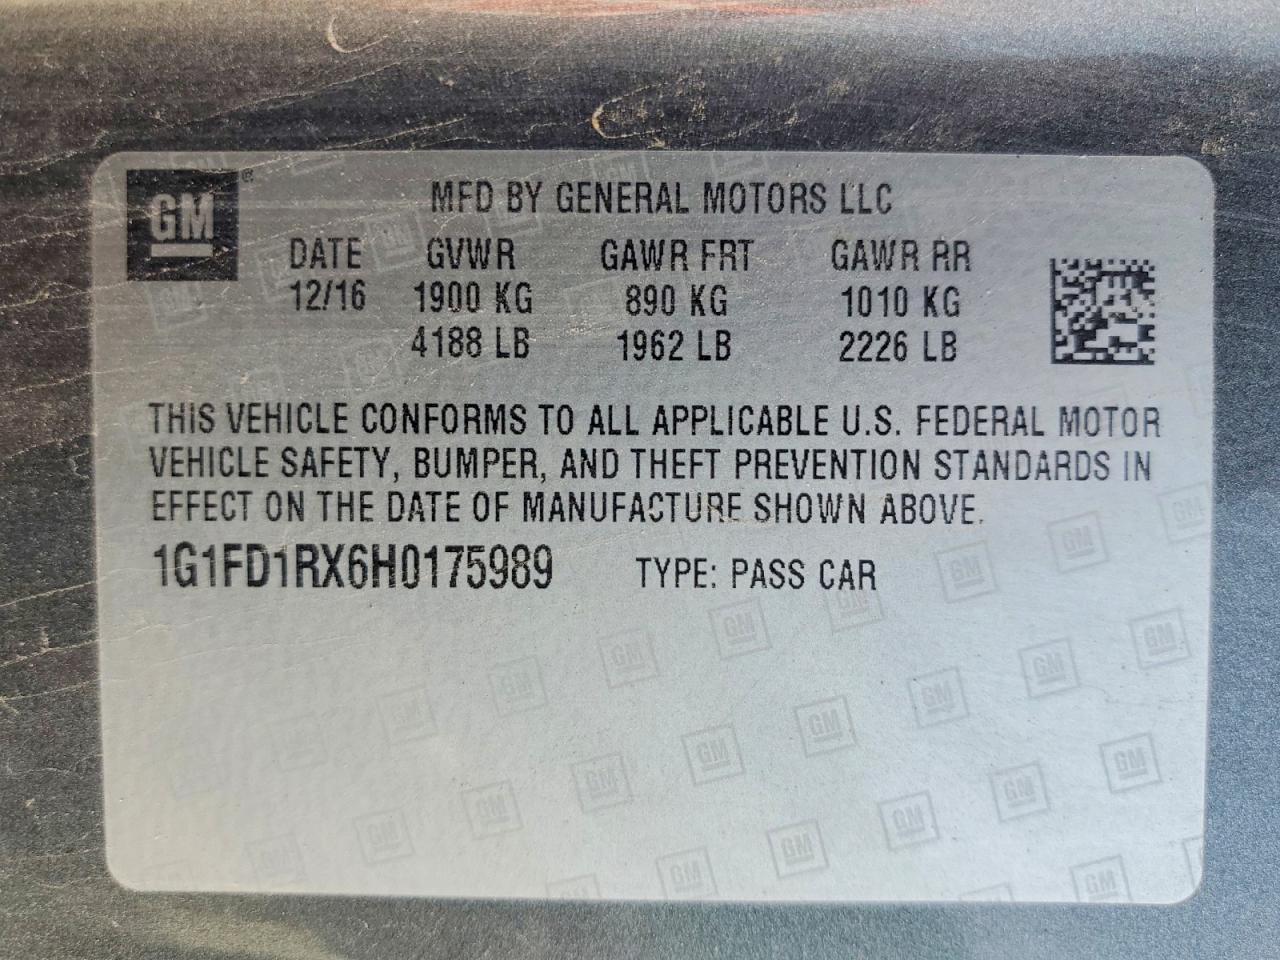 GM ®
MFD BY GENERAL MOTORS LLC
DATE GVWR GAWR FRT GAWR RR
12/16 1900 KG 890 KG 1010 KG
4188 LB 1962 LB 2226 LB
THIS VEHICLE CONFORMS TO ALL APPLICABLE U.S. FEDERAL MOTOR
VEHICLE SAFETY, BUMPER, AND THEFT PREVENTION STANDARDS IN
EFFECT ON THE DATE OF MANUFACTURE SHOWN ABOVE.
1G1FD1RX6H0175989 TYPE: PASS CAR